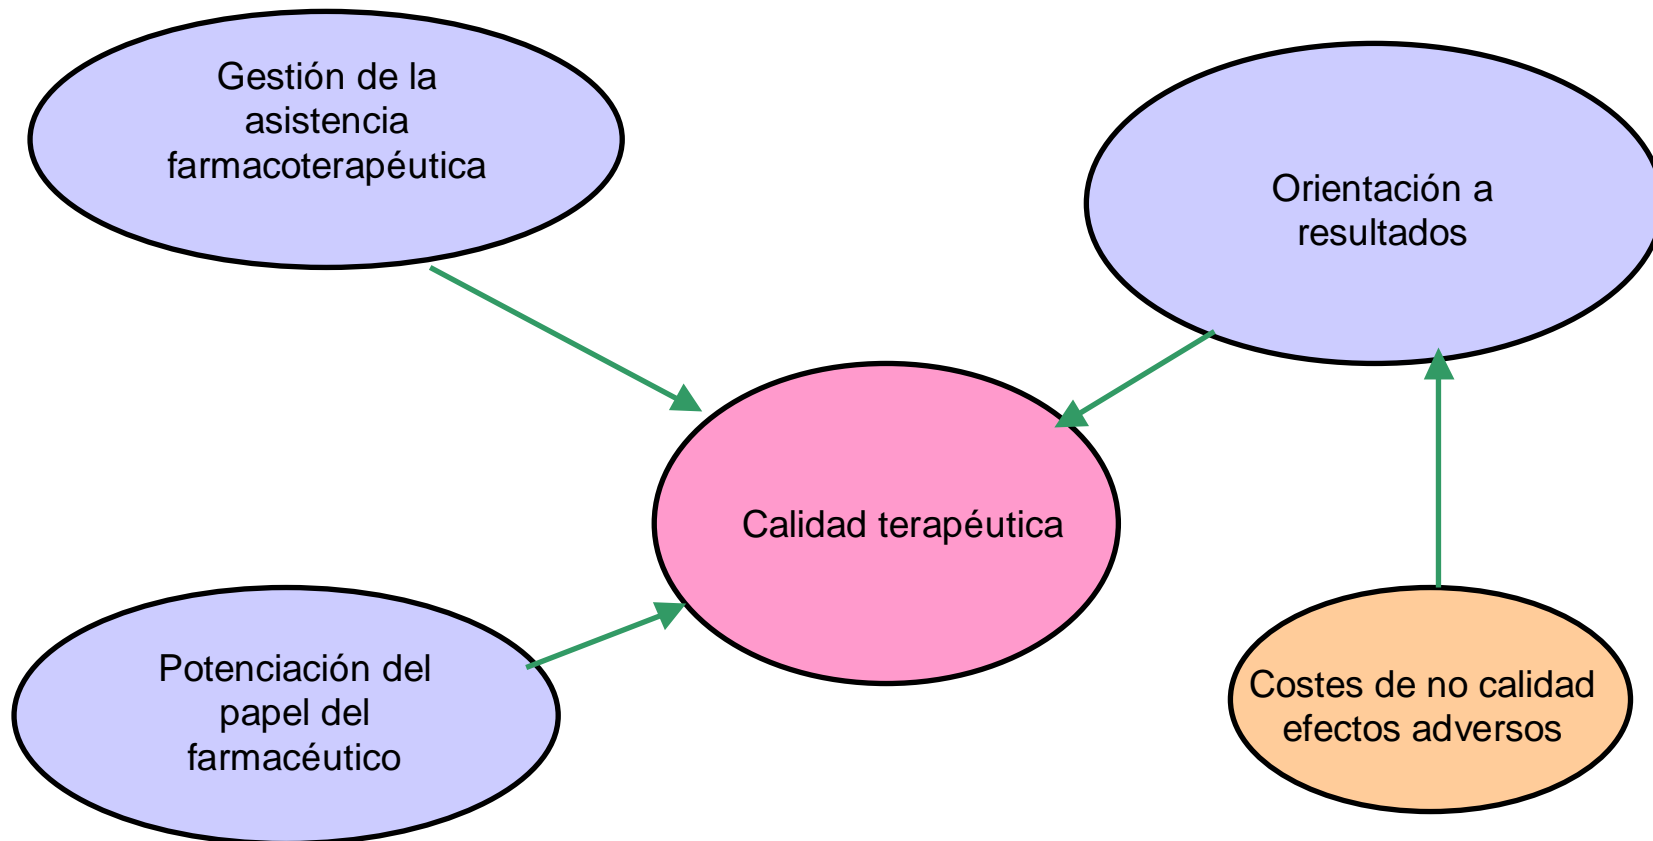 Gestión de la
asistencia
farmacoterapéutica
Orientación a
resultados
Calidad terapéutica
Potenciación del
papel del
farmacéutico
Costes de no calidad
efectos adversos